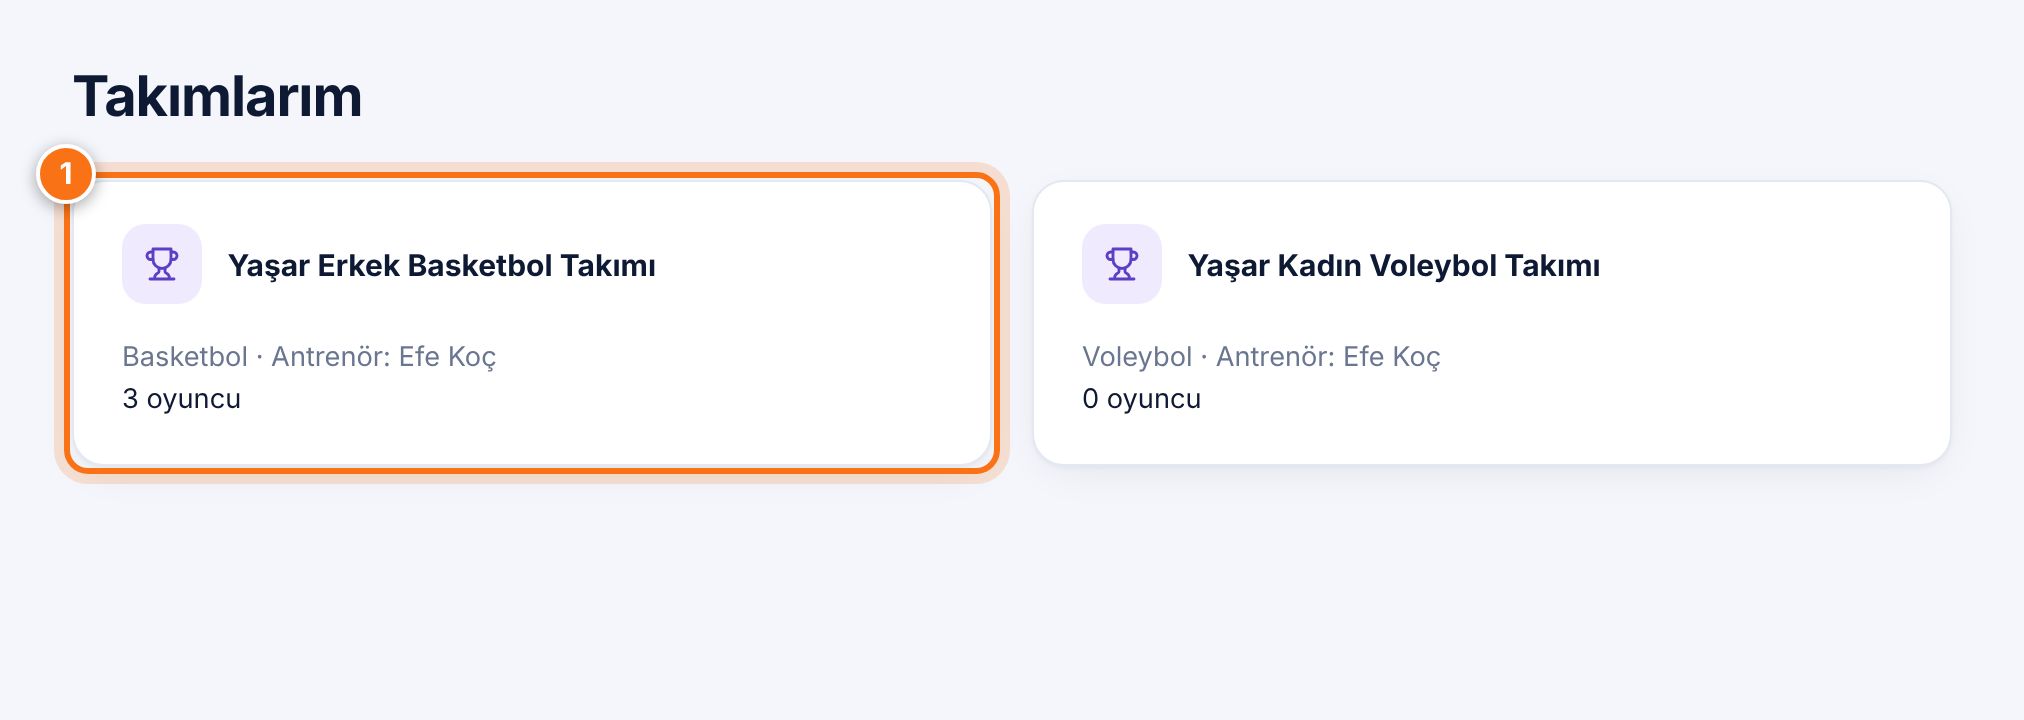 Takımlarım
1
Yaşar Erkek Basketbol Takımı
Basketbol · Antrenör: Efe Koç
3 oyuncu
Yaşar Kadın Voleybol Takımı
Voleybol · Antrenör: Efe Koç
0 oyuncu